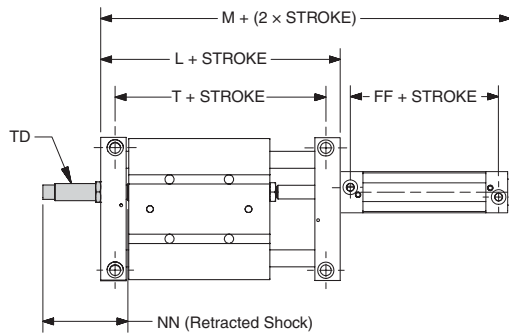 M + (2 × STROKE)
L + STROKE
T + STROKE
FF + STROKE
TD
NN (Retracted Shock)